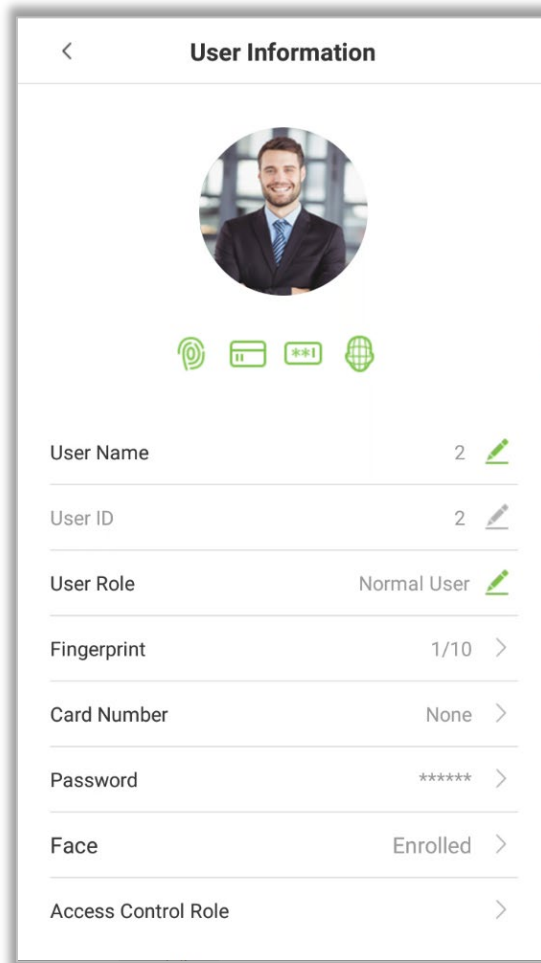 User Information
**I
User Name 2
User ID 2
User Role Normal User
Fingerprint 1/10
Card Number None
Password ******
Face Enrolled
Access Control Role